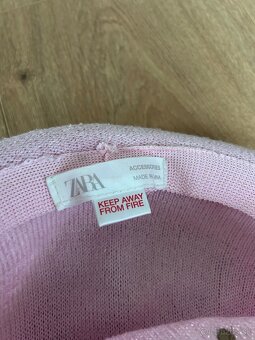 ZARA
ACCESSORIES
MADE IN
KEEP AWAY
FROM FIRE